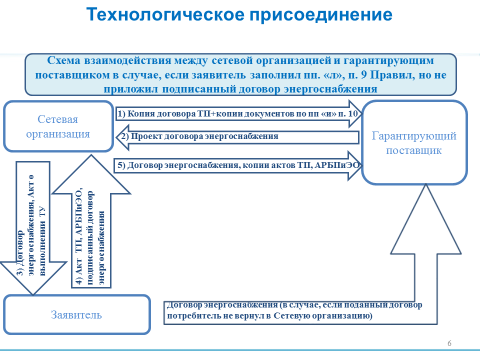 Технологическое присоединение
Схема взаимодействия между сетевой организацией и гарантирующим
поставщиком в случае, если заявитель заполнил пп. «л», п. 9 Правил, но не
приложил подписанный договор энергоснабжения
Сетевая
организация
1) Копия договора ТП+копии документов по пп «и» п. 10
2) Проект договора энергоснабжения
5) Договор энергоснабжения, копии актов ТП, АРБПиЭО
Гарантирующий
поставщик
3) Договор
энергоснабжения, Акт о
выполнении ТУ
4) Акт ТП, АРБПиЭО,
подписанный договор
энергоснабжения
Заявитель
Договор энергоснабжения (в случае, если поданный договор
потребитель не вернул в Сетевую организацию)
6